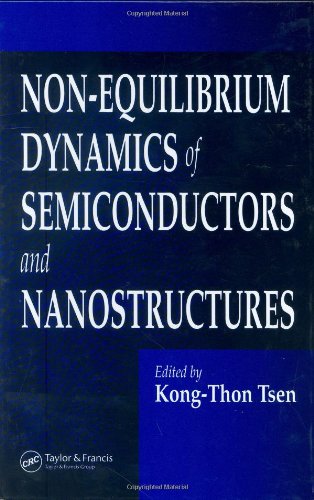 NON-EQUILIBRIUM
DYNAMICS of
SEMICONDUCTORS
and
NANOSTRUCTURES
Edited by
Kong-Thon Tsen
CRC Taylor & Francis
Taylor & Francis Group